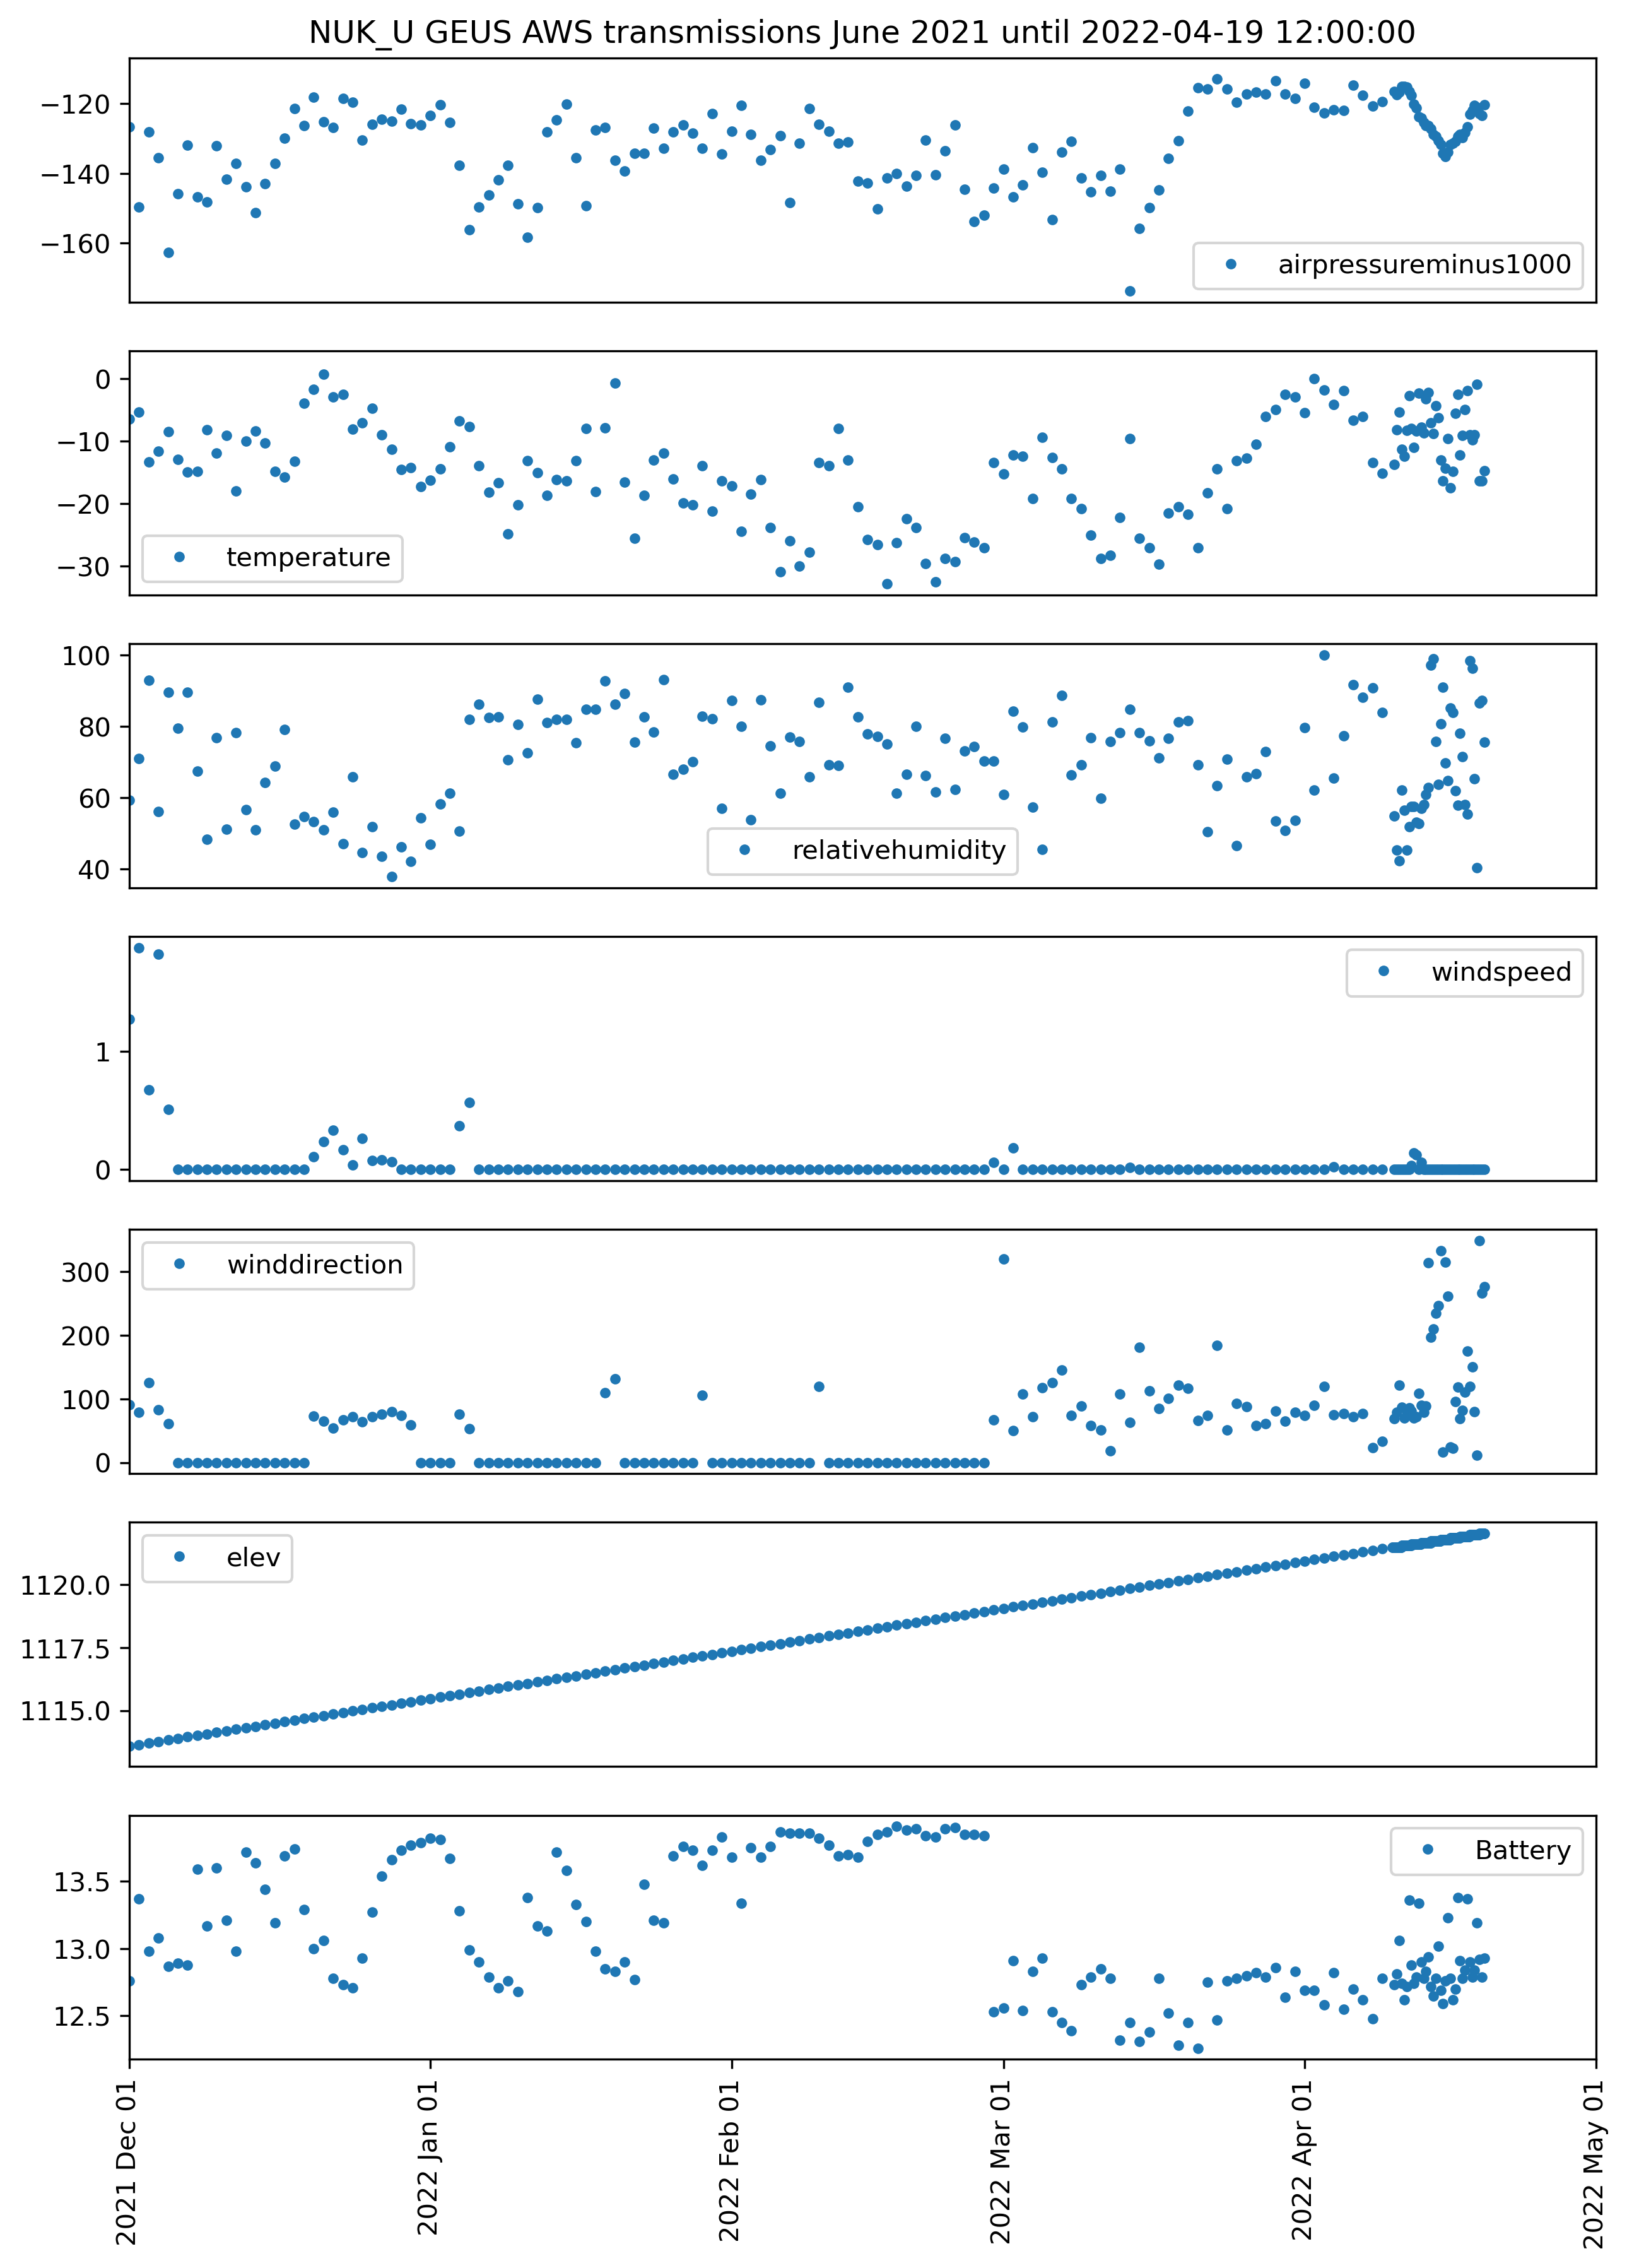 NUK_U GEUS AWS transmissions June 2021 until 2022-04-19 12:00:00
−120
−140
−160
airpressureminus1000
0
−10
−20
−30
temperature
100
80
60
40
relativehumidity
1
0
windspeed
300
200
100
0
winddirection
1120.0
1117.5
1115.0
elev
13.5
13.0
12.5
Battery
2021 Dec 01
2022 Jan 01
2022 Feb 01
2022 Mar 01
2022 Apr 01
2022 May 01